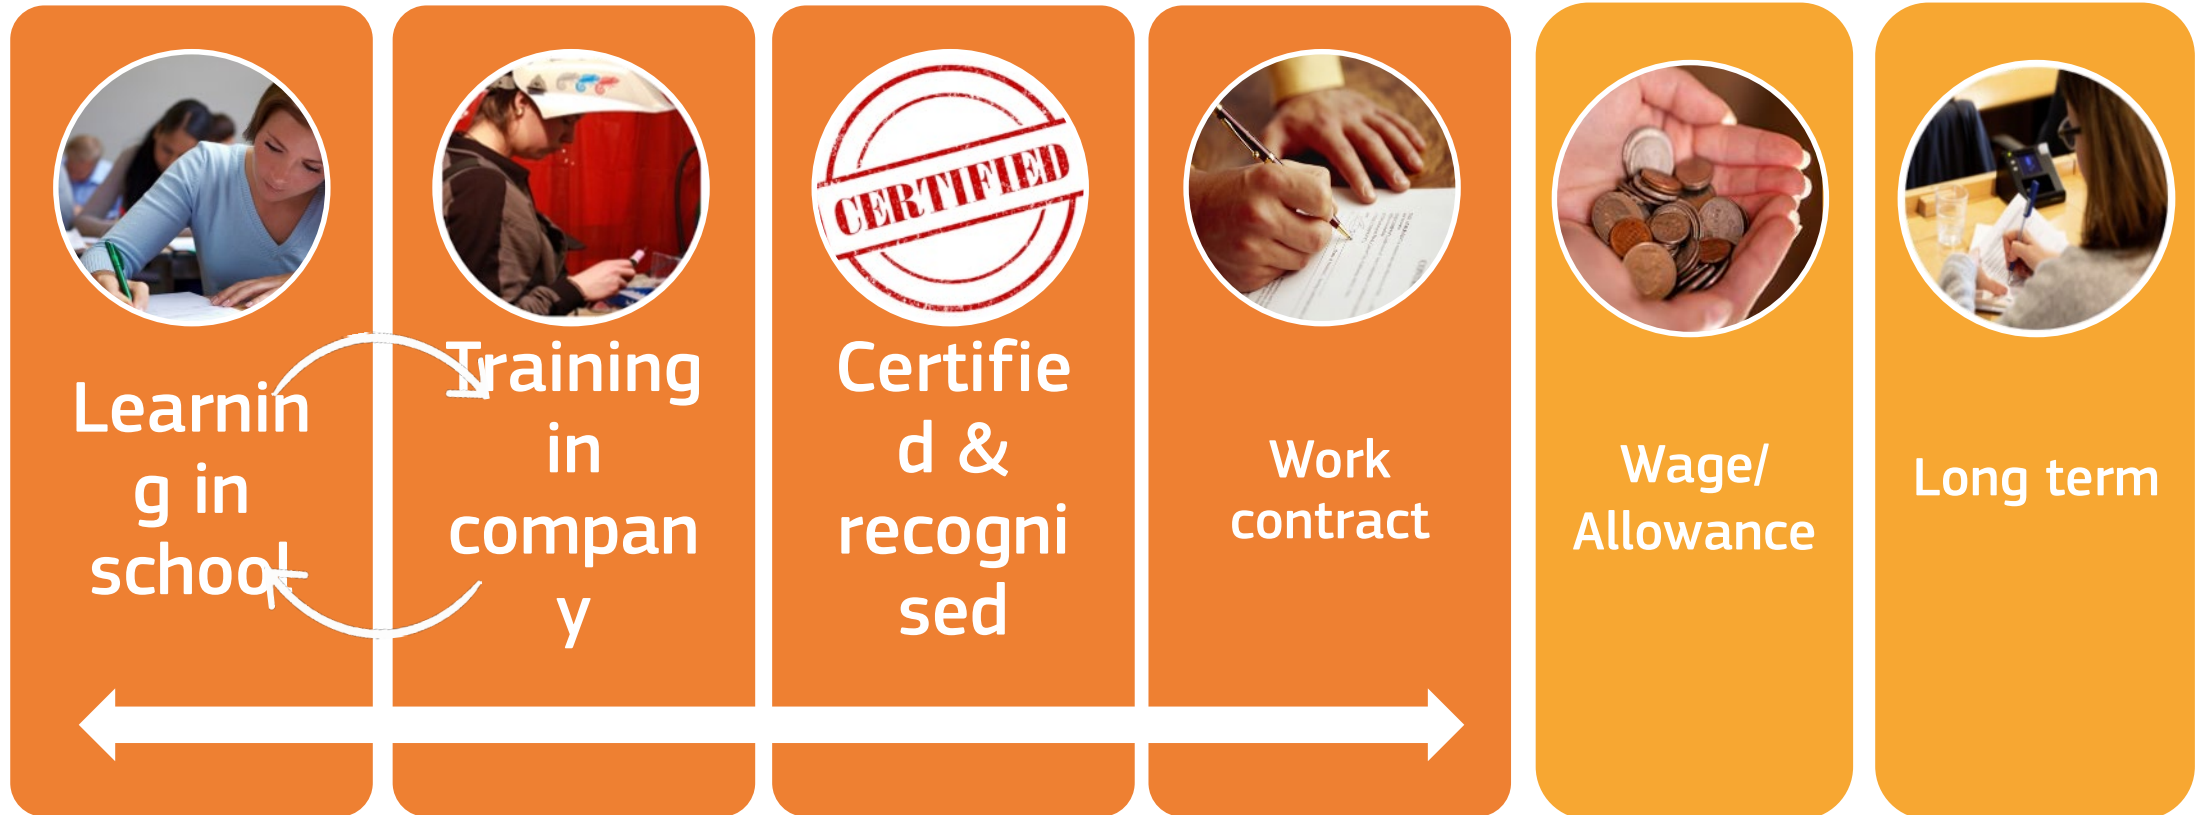 Learnin
g in
school
Training
in
compan
y
CERTIFIED
Certifie
d &
recogni
sed
Work
contract
Wage/
Allowance
Long term